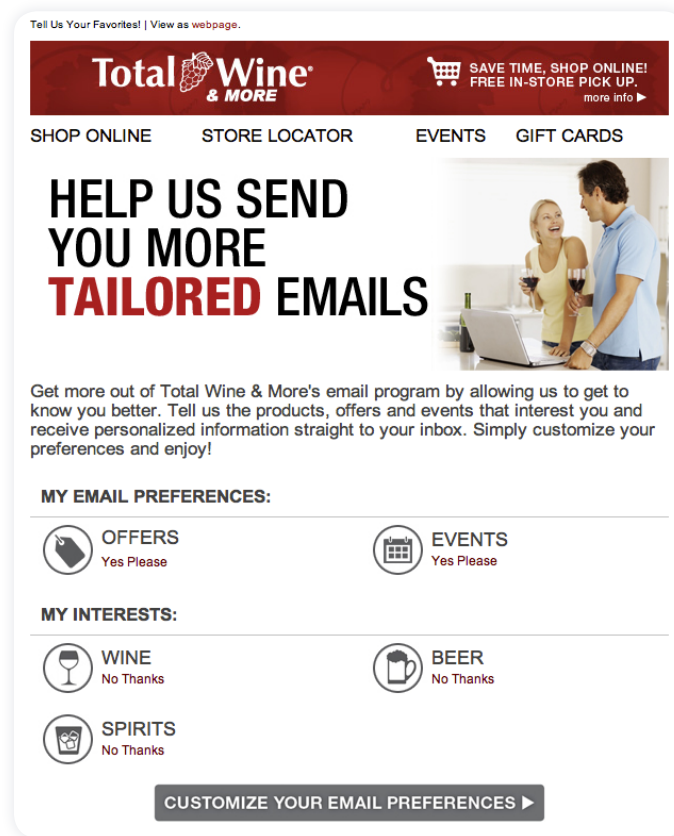 Tell Us Your Favorites! | View as webpage.
Total Wine®
& MORE
SAVE TIME, SHOP ONLINE!
FREE IN-STORE PICK UP.
more info ▶
SHOP ONLINE STORE LOCATOR EVENTS GIFT CARDS
HELP US SEND
YOU MORE
TAILORED EMAILS
Get more out of Total Wine & More's email program by allowing us to get to
know you better. Tell us the products, offers and events that interest you and
receive personalized information straight to your inbox. Simply customize your
preferences and enjoy!
MY EMAIL PREFERENCES:
OFFERS
Yes Please
EVENTS
Yes Please
MY INTERESTS:
WINE
No Thanks
BEER
No Thanks
SPIRITS
No Thanks
CUSTOMIZE YOUR EMAIL PREFERENCES ▶